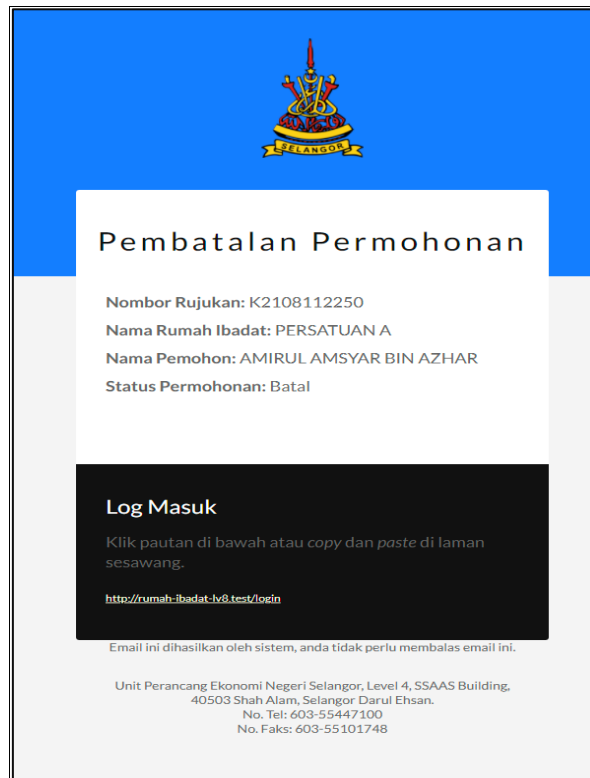 SELANGOR
Pembatalan Permohonan
Nombor Rujukan: K2108112250
Nama Rumah Ibadat: PERSATUAN A
Nama Pemohon: AMIRUL AMSYAR BIN AZHAR
Status Permohonan: Batal
Log Masuk
Klik pautan di bawah atau copy dan paste di laman
sesawang.
http://rumah-ibadat-lv8.test/login
Email ini dihasilkan oleh sistem, anda tidak perlu membalas email ini.
Unit Perancang Ekonomi Negeri Selangor, Level 4, SSAAS Building,
40503 Shah Alam, Selangor Darul Ehsan.
No. Tel: 603-55447100
No. Faks: 603-55101748